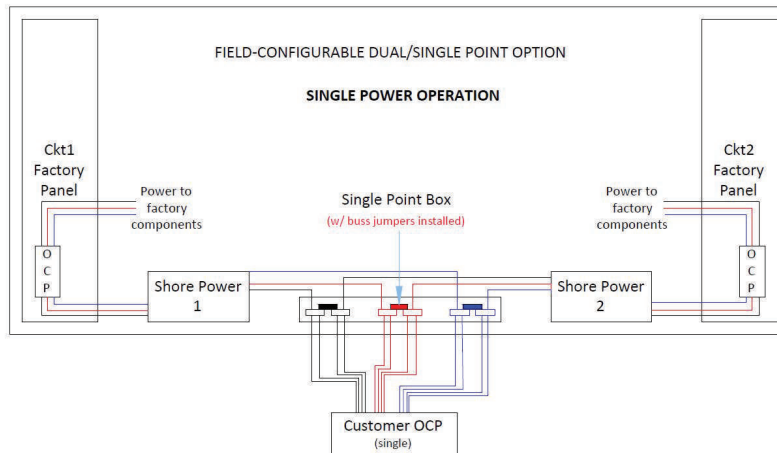 FIELD-CONFIGURABLE DUAL/SINGLE POINT OPTION
SINGLE POWER OPERATION
Ckt1
Factory
Panel
Power to
factory
components
Single Point Box
(w/ buss jumpers installed)
Power to
factory
components
Ckt2
Factory
Panel
O
C
P
Shore Power
1
Shore Power
2
O
C
P
Customer OCP
(single)